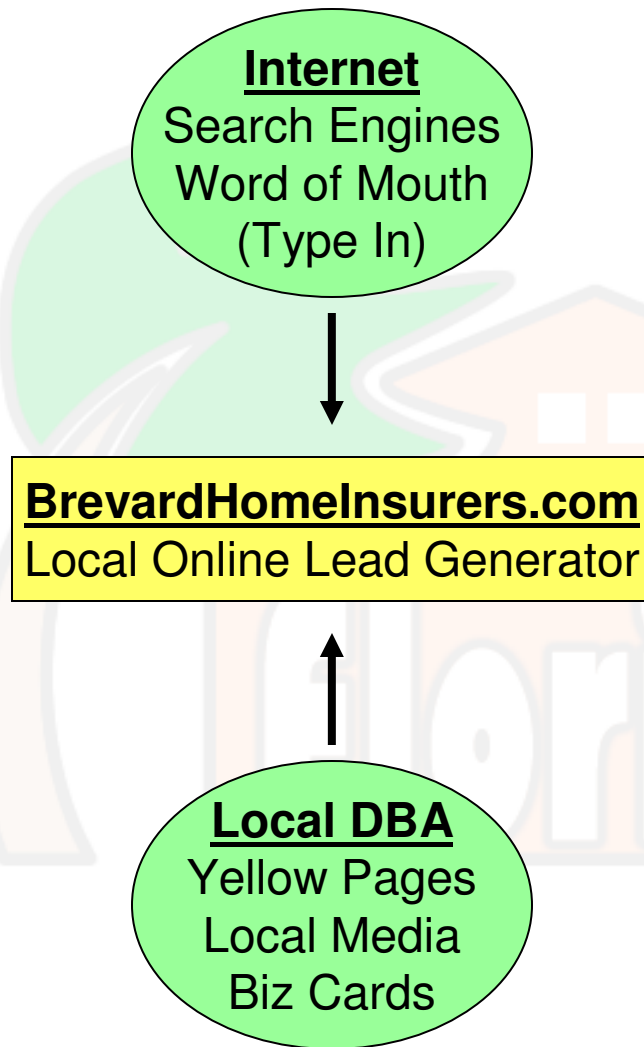 Internet
Search Engines
Word of Mouth
(Type In)
BrevardHomeInsurers.com
Local Online Lead Generator
flor
Local DBA
Yellow Pages
Local Media
Biz Cards